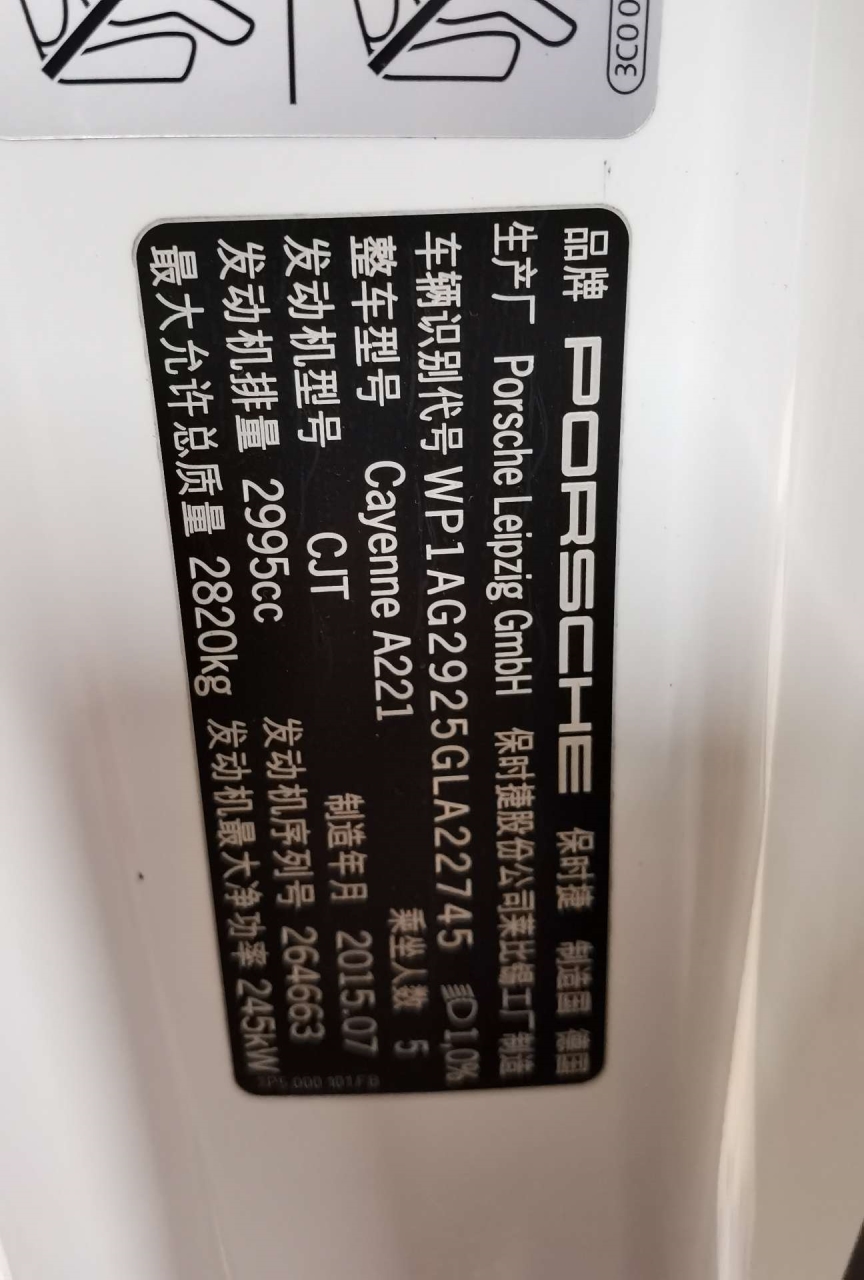 3C00
品牌 PORSCHE 保时捷 制造国 德国
生产厂 Porsche Leipzig GmbH 保时捷股份公司莱比锡工厂制造
车辆识别代号 WP1AG2925GLA22745 1,0%
整车型号 Cayenne A221 乘坐人数 5
发动机型号 CJT 制造年月 2015.07
发动机排量 2995cc 发动机序列号 264663
最大允许总质量 2820kg 发动机最大净功率 245kW